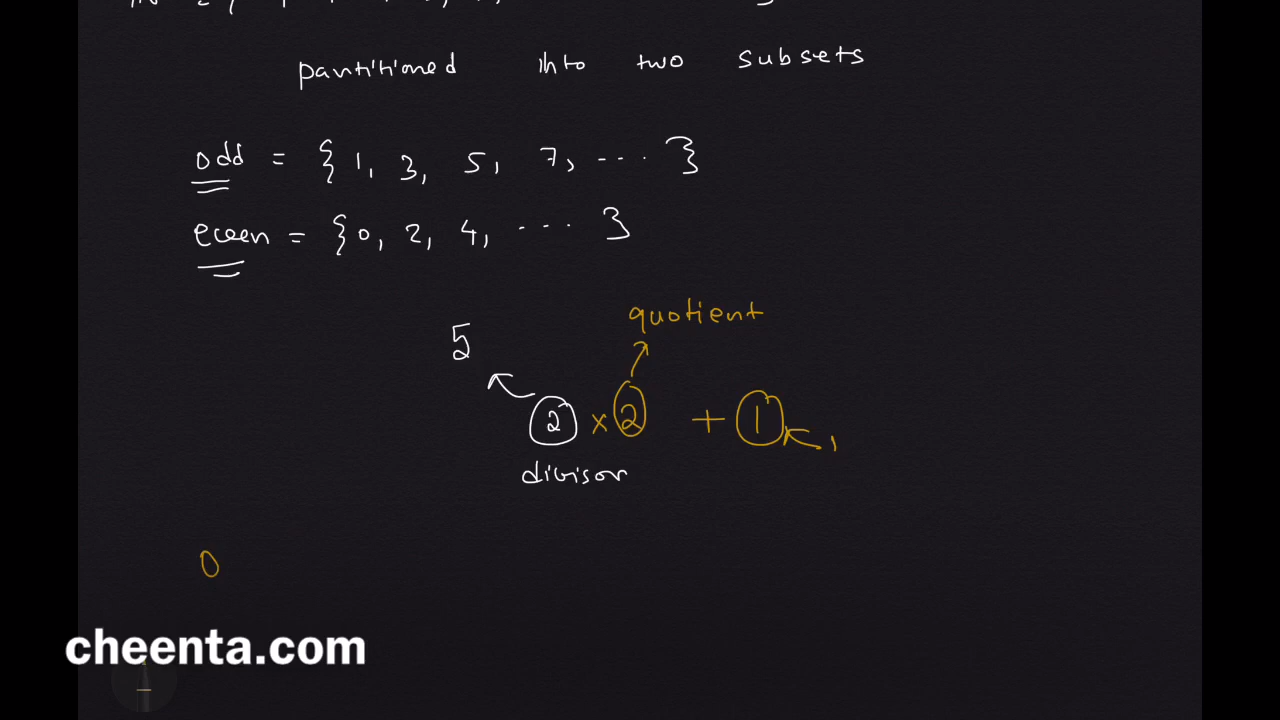 partitioned into two subsets
odd = { 1, 3, 5, 7, ... }
even = { 0, 2, 4, ... }
quotient
5
2 × 2 + 1
divisor
0
cheenta.com